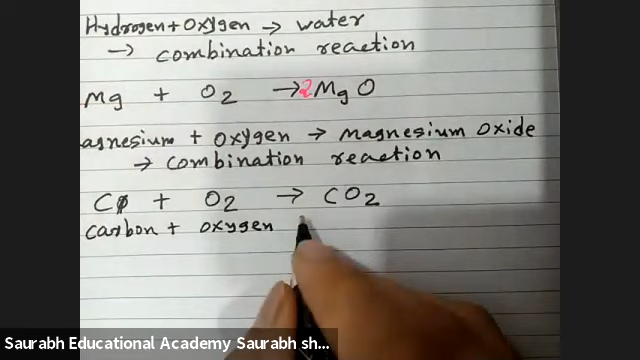 Hydrogen + Oxygen → water
→ combination reaction
Mg + O2 → 2MgO
agnesium + oxygen → magnesium oxide
→ combination reaction
C + O2 → CO2
carbon + oxygen
Saurabh Educational Academy Saurabh sh...